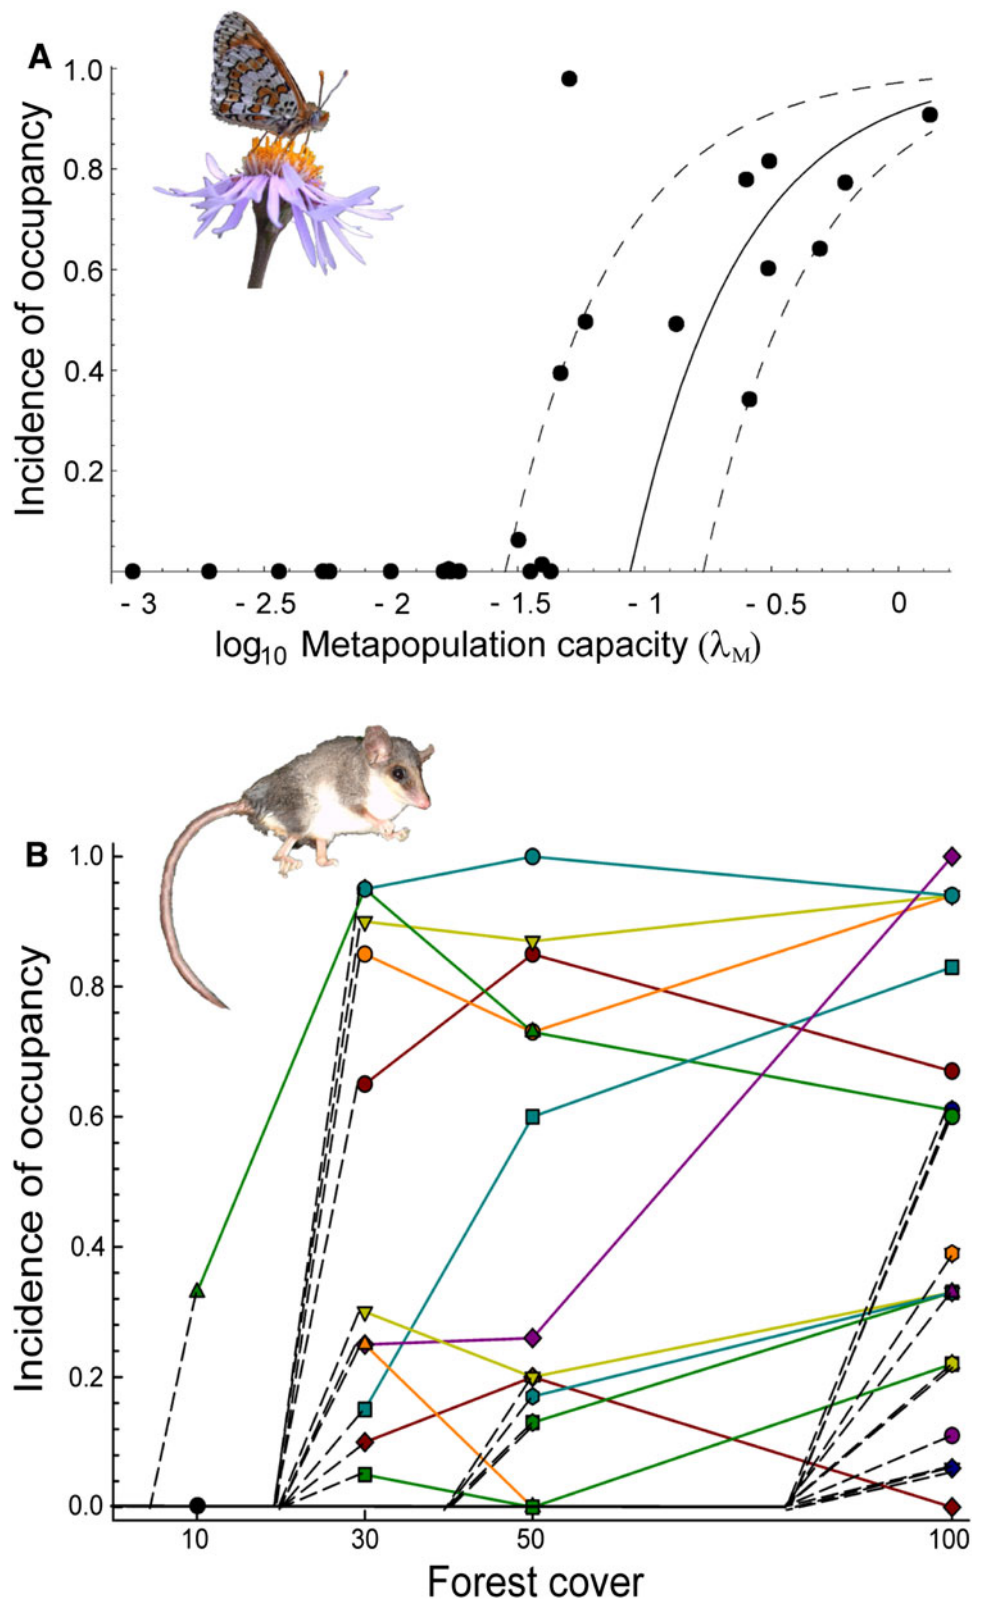 A
Incidence of occupancy
1.0
0.8
0.6
0.4
0.2
- 3 - 2.5 - 2 - 1.5 - 1 - 0.5 0
log10 Metapopulation capacity (λM)
B
Incidence of occupancy
1.0
0.8
0.6
0.4
0.2
0.0
10 30 50 100
Forest cover